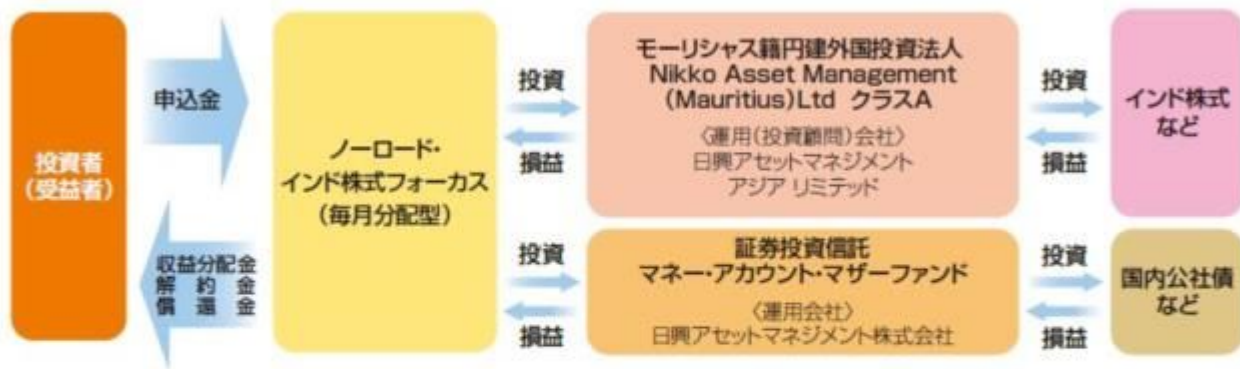 投資者
(受益者)
申込金
収益分配金
解約金
償還金
ノーロード・
インド株式フォーカス
(毎月分配型)
投資
損益
モーリシャス籍円建外国投資法人
Nikko Asset Management
(Mauritius)Ltd クラスA
〈運用(投資顧問)会社〉
日興アセットマネジメント
アジア リミテッド
投資
損益
インド株式
など
投資
損益
証券投資信託
マネー・アカウント・マザーファンド
〈運用会社〉
日興アセットマネジメント株式会社
投資
損益
国内公社債
など